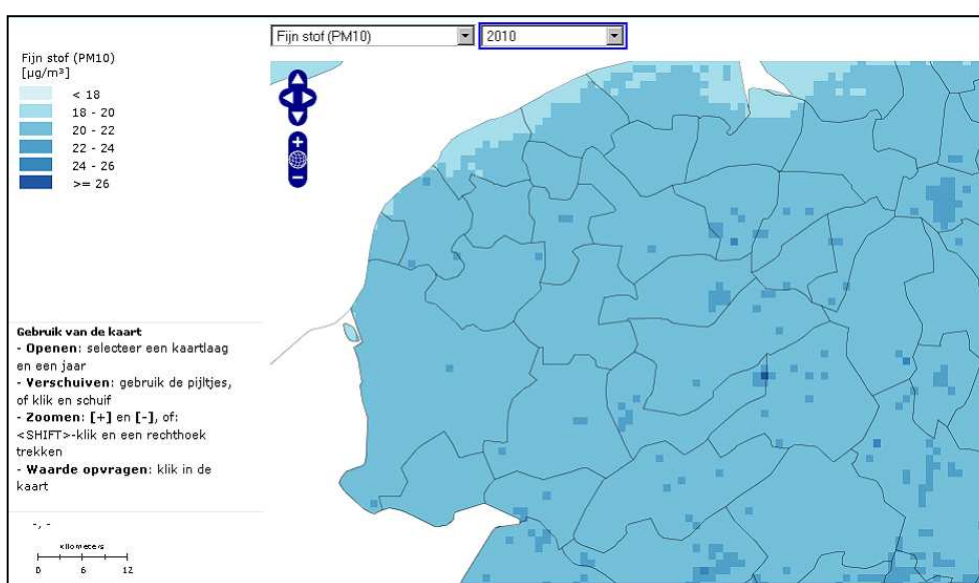 Fijn stof (PM10) 2010
Fijn stof (PM10)
[µg/m³]
< 18
18 - 20
20 - 22
22 - 24
24 - 26
>= 26
Gebruik van de kaart
- Openen: selecteer een kaartlaag
en een jaar
- Verschuiven: gebruik de pijltjes,
of klik en schuif
- Zoomen: [+] en [-], of:
<SHIFT>-klik en een rechthoek
trekken
- Waarde opvragen: klik in de
kaart
-, -
kilometers
0 6 12